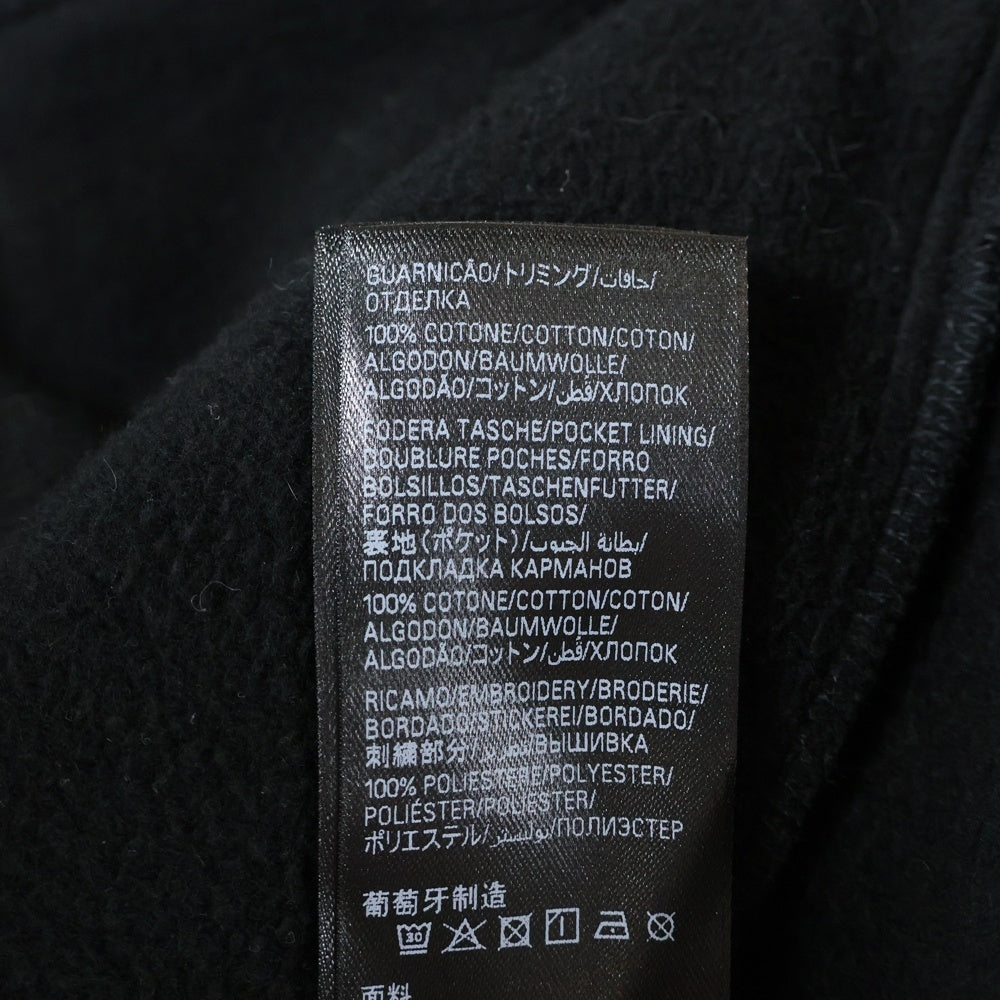 GUARNICÃO/トリミング/حافات/
ОТДЕЛКА
100% COTONE/COTTON/COTON/
ALGODON/BAUMWOLLE/
ALGODÃO/コットン/قطن/ХЛОПОК
FODERA TASCHE/POCKET LINING/
DOUBLURE POCHES/FORRO
BOLSILLOS/TASCHENFUTTER/
FORRO DOS BOLSOS/
裏地(ポケット)/بطانة الجيوب/
ПОДКЛАДКА КАРМАНОВ
100% COTONE/COTTON/COTON/
ALGODON/BAUMWOLLE/
ALGODÃO/コットン/قطن/ХЛОПОК
RICAMO/EMBROIDERY/BRODERIE/
BORDADO/STICKEREI/BORDADO/
刺繍部分/تطريز/ВЫШИВКА
100% POLIESTERE/POLYESTER/
POLIÉSTER/POLIESTER/
ポリエステル/بوليستر/ПОЛИЭСТЕР
葡萄牙制造
30
面料